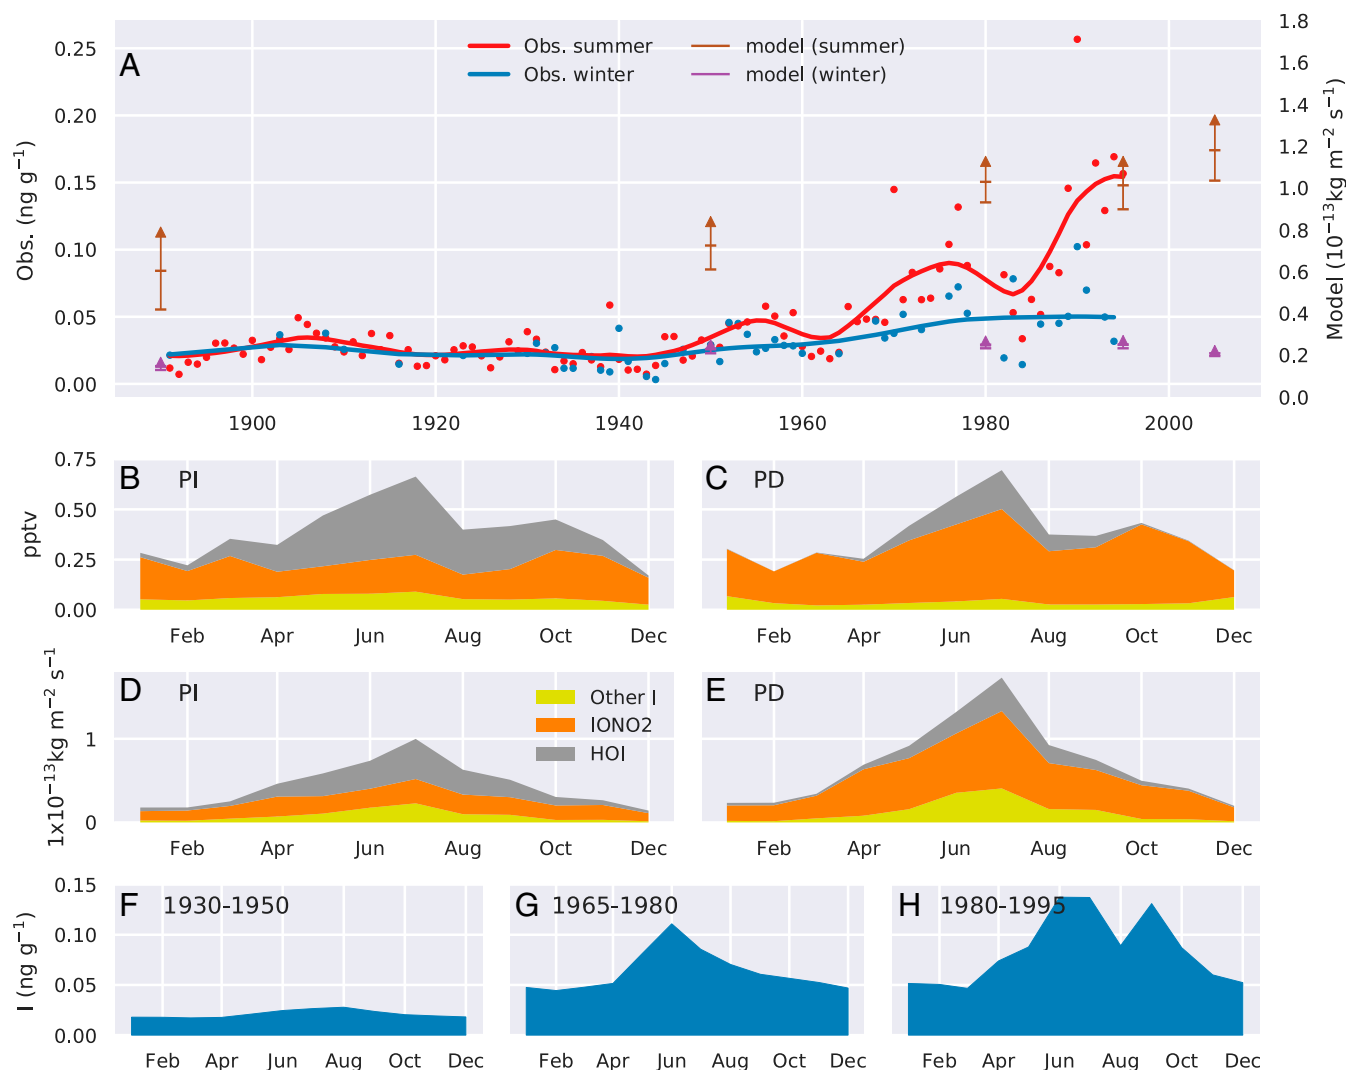 A
Obs. summer
Obs. winter
model (summer)
model (winter)
Obs. (ng g⁻¹)
0.25
0.20
0.15
0.10
0.05
0.00
Model (10⁻¹³kg m⁻² s⁻¹)
1.8
1.6
1.4
1.2
1.0
0.8
0.6
0.4
0.2
0.0
1900 1920 1940 1960 1980 2000
B PI
pptv
0.75
0.50
0.25
0.00
Feb Apr Jun Aug Oct Dec
C PD
Feb Apr Jun Aug Oct Dec
D PI
Other I
IONO2
HOI
1x10⁻¹³kg m⁻² s⁻¹
1
0
Feb Apr Jun Aug Oct Dec
E PD
Feb Apr Jun Aug Oct Dec
F 1930-1950
I (ng g⁻¹)
0.15
0.10
0.05
0.00
Feb Apr Jun Aug Oct Dec
G 1965-1980
Feb Apr Jun Aug Oct Dec
H 1980-1995
Feb Apr Jun Aug Oct Dec